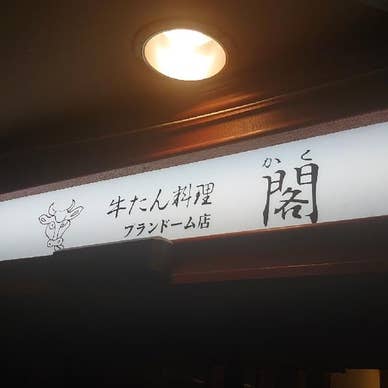 牛たん料理
フランドーム店
かく
閣